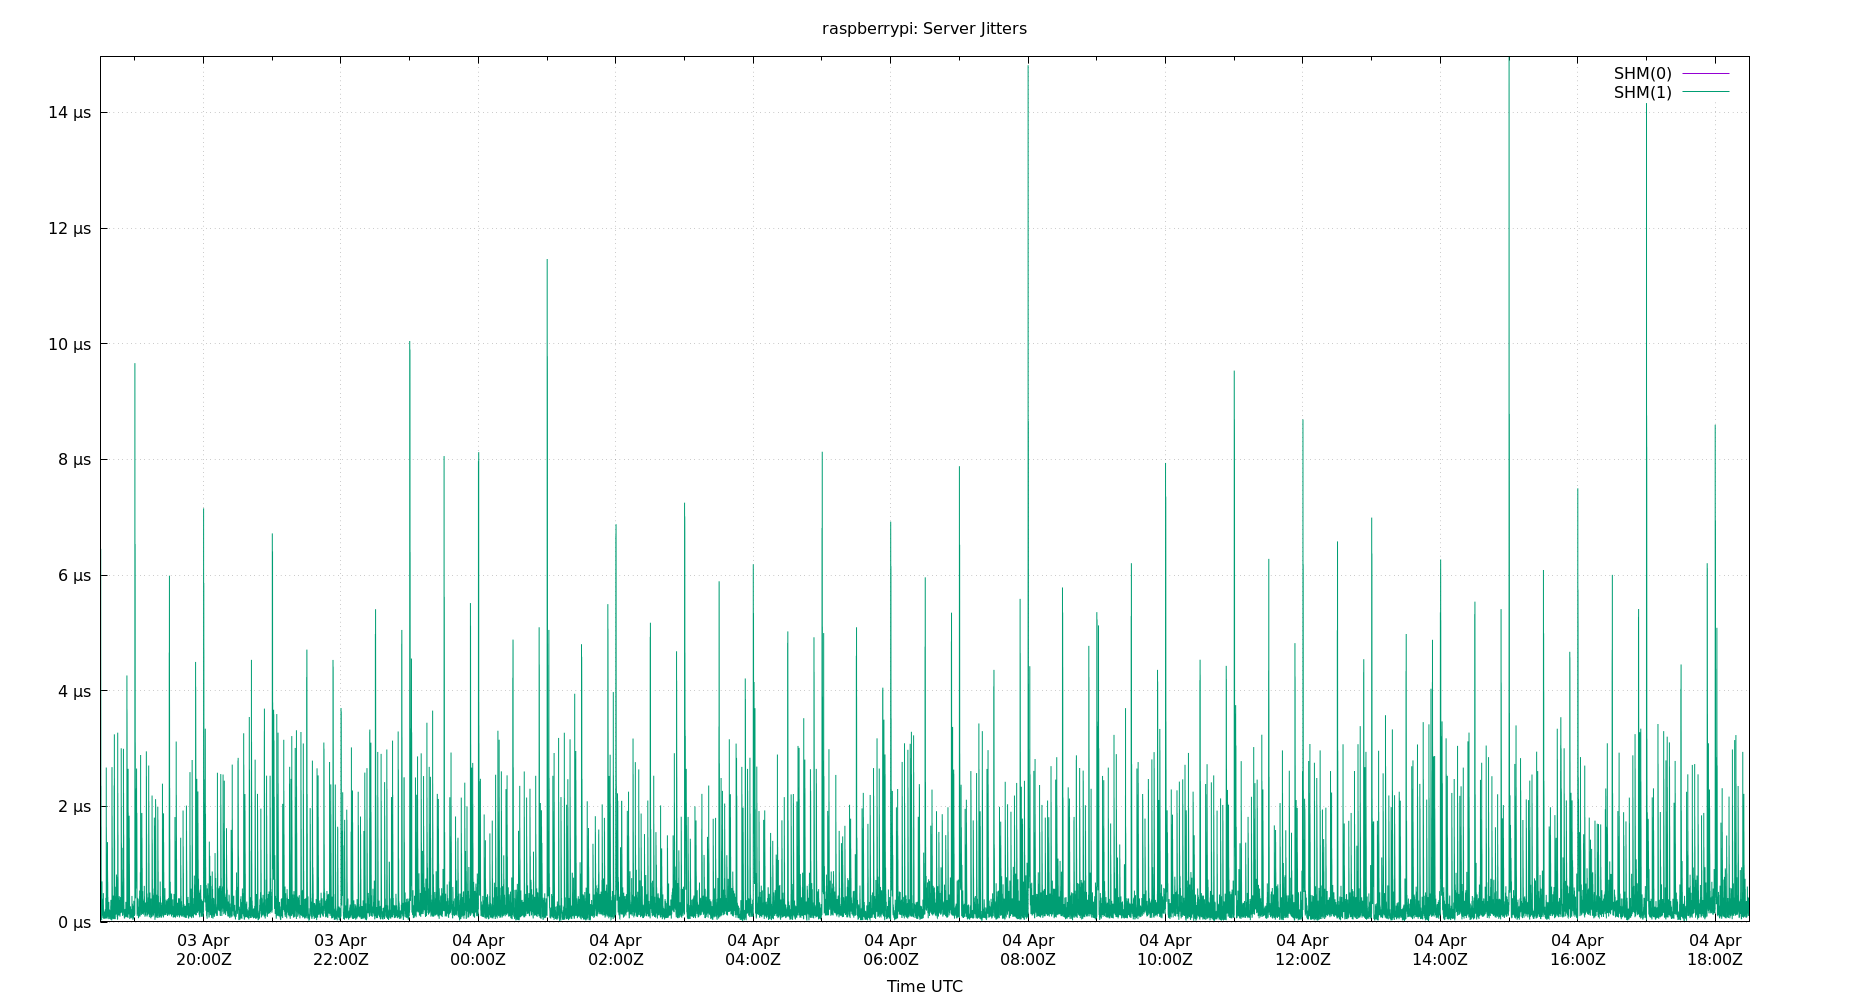 raspberrypi: Server Jitters
SHM(0)
SHM(1)
14 µs
12 µs
10 µs
8 µs
6 µs
4 µs
2 µs
0 µs
03 Apr 03 Apr 04 Apr 04 Apr 04 Apr 04 Apr 04 Apr 04 Apr 04 Apr 04 Apr 04 Apr 04 Apr
20:00Z 22:00Z 00:00Z 02:00Z 04:00Z 06:00Z 08:00Z 10:00Z 12:00Z 14:00Z 16:00Z 18:00Z
Time UTC